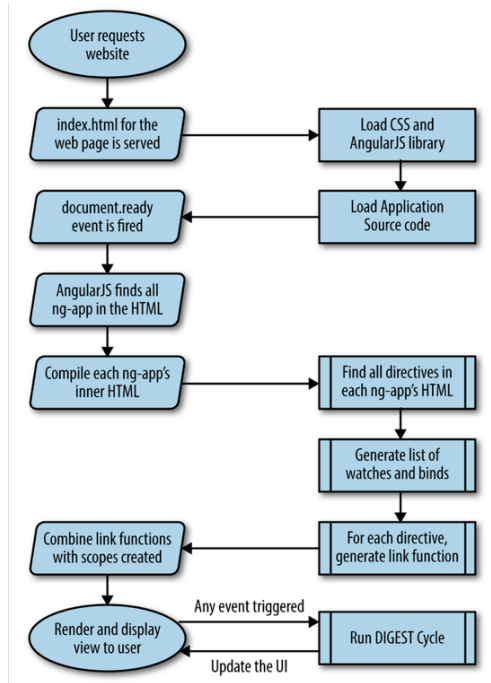 User requests
website
index.html for the
web page is served
Load CSS and
AngularJS library
Load Application
Source code
document.ready
event is fired
AngularJS finds all
ng-app in the HTML
Compile each ng-app's
inner HTML
Find all directives in
each ng-app's HTML
Generate list of
watches and binds
For each directive,
generate link function
Combine link functions
with scopes created
Render and display
view to user
Any event triggered
Run DIGEST Cycle
Update the UI